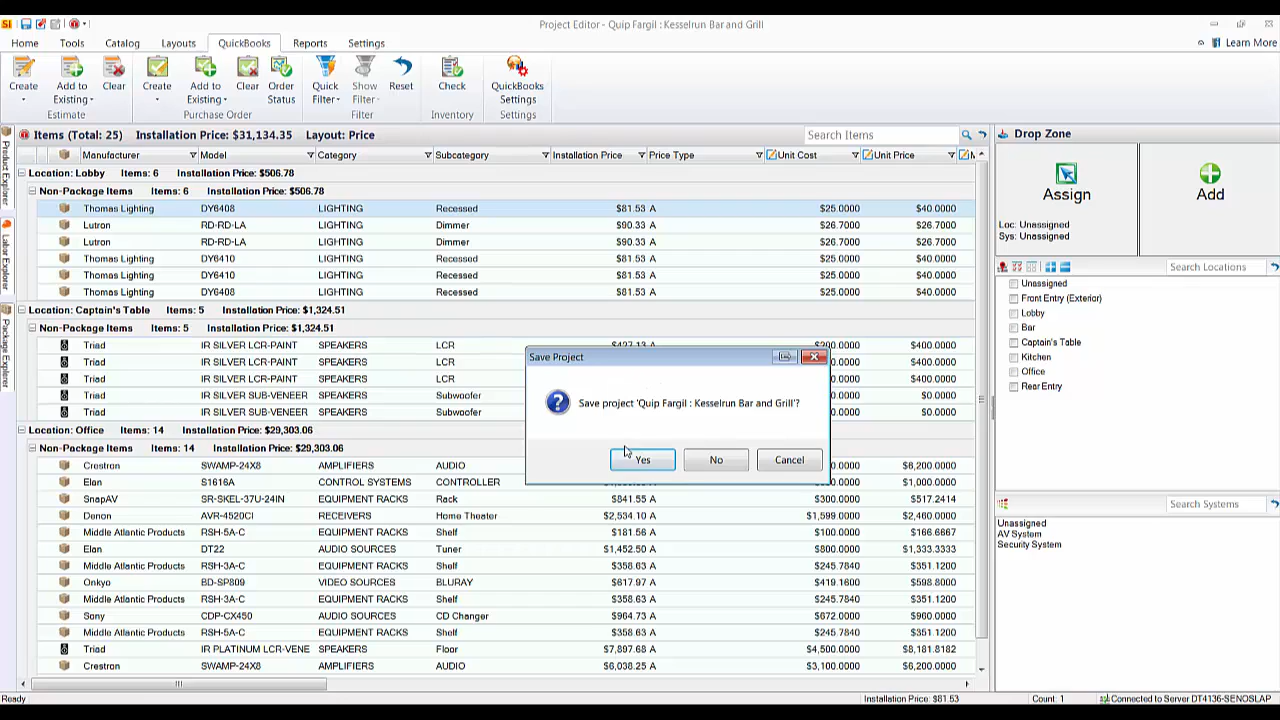 SI Project Editor - Quip Fargil : Kesselrun Bar and Grill
Home Tools Catalog Layouts QuickBooks Reports Settings Learn More
Create Add to Existing Clear Create Add to Existing Clear Order Status Quick Filter Show Filter Reset Check QuickBooks Settings
Estimate Purchase Order Filter Inventory Settings
Items (Total: 25) Installation Price: $31,134.35 Layout: Price Search Items
Manufacturer Model Category Subcategory Installation Price Price Type Unit Cost Unit Price
Location: Lobby Items: 6 Installation Price: $506.78
Non-Package Items Items: 6 Installation Price: $506.78
Thomas Lighting DY6408 LIGHTING Recessed $81.53 A $25.0000 $40.0000
Lutron RD-RD-LA LIGHTING Dimmer $90.33 A $26.7000 $26.7000
Lutron RD-RD-LA LIGHTING Dimmer $90.33 A $26.7000 $26.7000
Thomas Lighting DY6410 LIGHTING Recessed $81.53 A $25.0000 $40.0000
Thomas Lighting DY6410 LIGHTING Recessed $81.53 A $25.0000 $40.0000
Thomas Lighting DY6408 LIGHTING Recessed $81.53 A $25.0000 $40.0000
Location: Captain's Table Items: 5 Installation Price: $1,324.51
Non-Package Items Items: 5 Installation Price: $1,324.51
Triad IR SILVER LCR-PAINT SPEAKERS LCR $400.0000
Triad IR SILVER LCR-PAINT SPEAKERS LCR $400.0000
Triad IR SILVER LCR-PAINT SPEAKERS LCR $400.0000
Triad IR SILVER SUB-VENEER SPEAKERS Subwoofer $0.0000
Triad IR SILVER SUB-VENEER SPEAKERS Subwoofer $0.0000
Location: Office Items: 14 Installation Price: $29,303.06
Non-Package Items Items: 14 Installation Price: $29,303.06
Crestron SWAMP-24X8 AMPLIFIERS AUDIO $6,200.0000
Elan S1616A CONTROL SYSTEMS CONTROLLER $1,000.0000
SnapAV SR-SKEL-37U-24IN EQUIPMENT RACKS Rack $841.55 A $300.0000 $517.2414
Denon AVR-4520CI RECEIVERS Home Theater $2,534.10 A $1,599.0000 $2,460.0000
Middle Atlantic Products RSH-5A-C EQUIPMENT RACKS Shelf $181.56 A $100.0000 $166.6667
Elan DT22 AUDIO SOURCES Tuner $1,452.50 A $800.0000 $1,333.3333
Middle Atlantic Products RSH-3A-C EQUIPMENT RACKS Shelf $358.63 A $245.7840 $351.1200
Onkyo BD-SP809 VIDEO SOURCES BLURAY $617.97 A $419.1600 $598.8000
Middle Atlantic Products RSH-3A-C EQUIPMENT RACKS Shelf $358.63 A $245.7840 $351.1200
Sony CDP-CX450 AUDIO SOURCES CD Changer $964.73 A $672.0000 $960.0000
Middle Atlantic Products RSH-5A-C EQUIPMENT RACKS Shelf $358.63 A $245.7840 $351.1200
Triad IR PLATINUM LCR-VENE SPEAKERS Floor $7,897.68 A $4,500.0000 $8,181.8182
Crestron SWAMP-24X8 AMPLIFIERS AUDIO $6,038.25 A $3,100.0000 $6,200.0000
Product Explorer
Labor Explorer
Package Explorer
Save Project
Save project 'Quip Fargil : Kesselrun Bar and Grill'?
Yes No Cancel
Drop Zone
Assign Add
Loc: Unassigned
Sys: Unassigned
Search Locations
Unassigned
Front Entry (Exterior)
Lobby
Bar
Captain's Table
Kitchen
Office
Rear Entry
Search Systems
Unassigned
AV System
Security System
Ready Installation Price: $81.53 Count: 1 Connected to Server DT4136-SENOSLAP